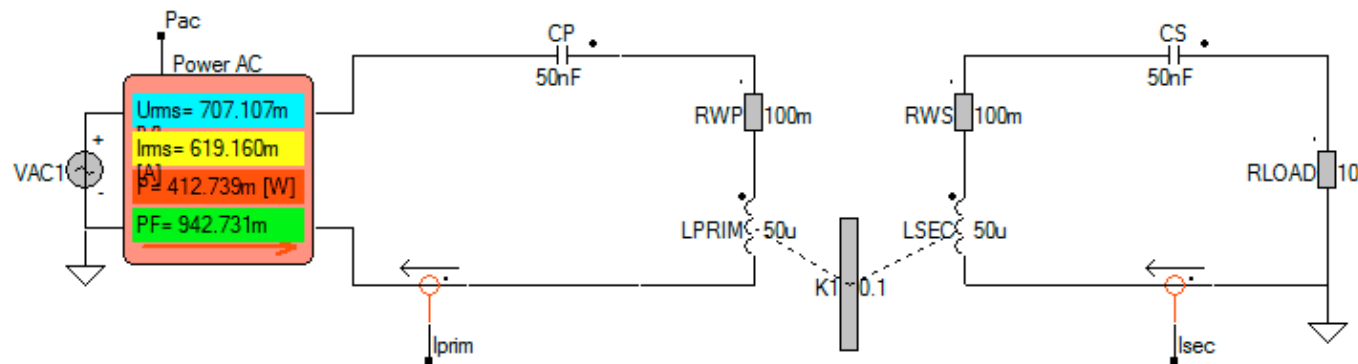 Pac
Power AC
CP
50nF
CS
50nF
Urms= 707.107m
Irms= 619.160m
[A]
P= 412.739m [W]
PF= 942.731m
+
-
VAC1
RWP
100m
RWS
100m
RLOAD
10
LPRIM
50u
LSEC
50u
K1
0.1
Iprim
Isec